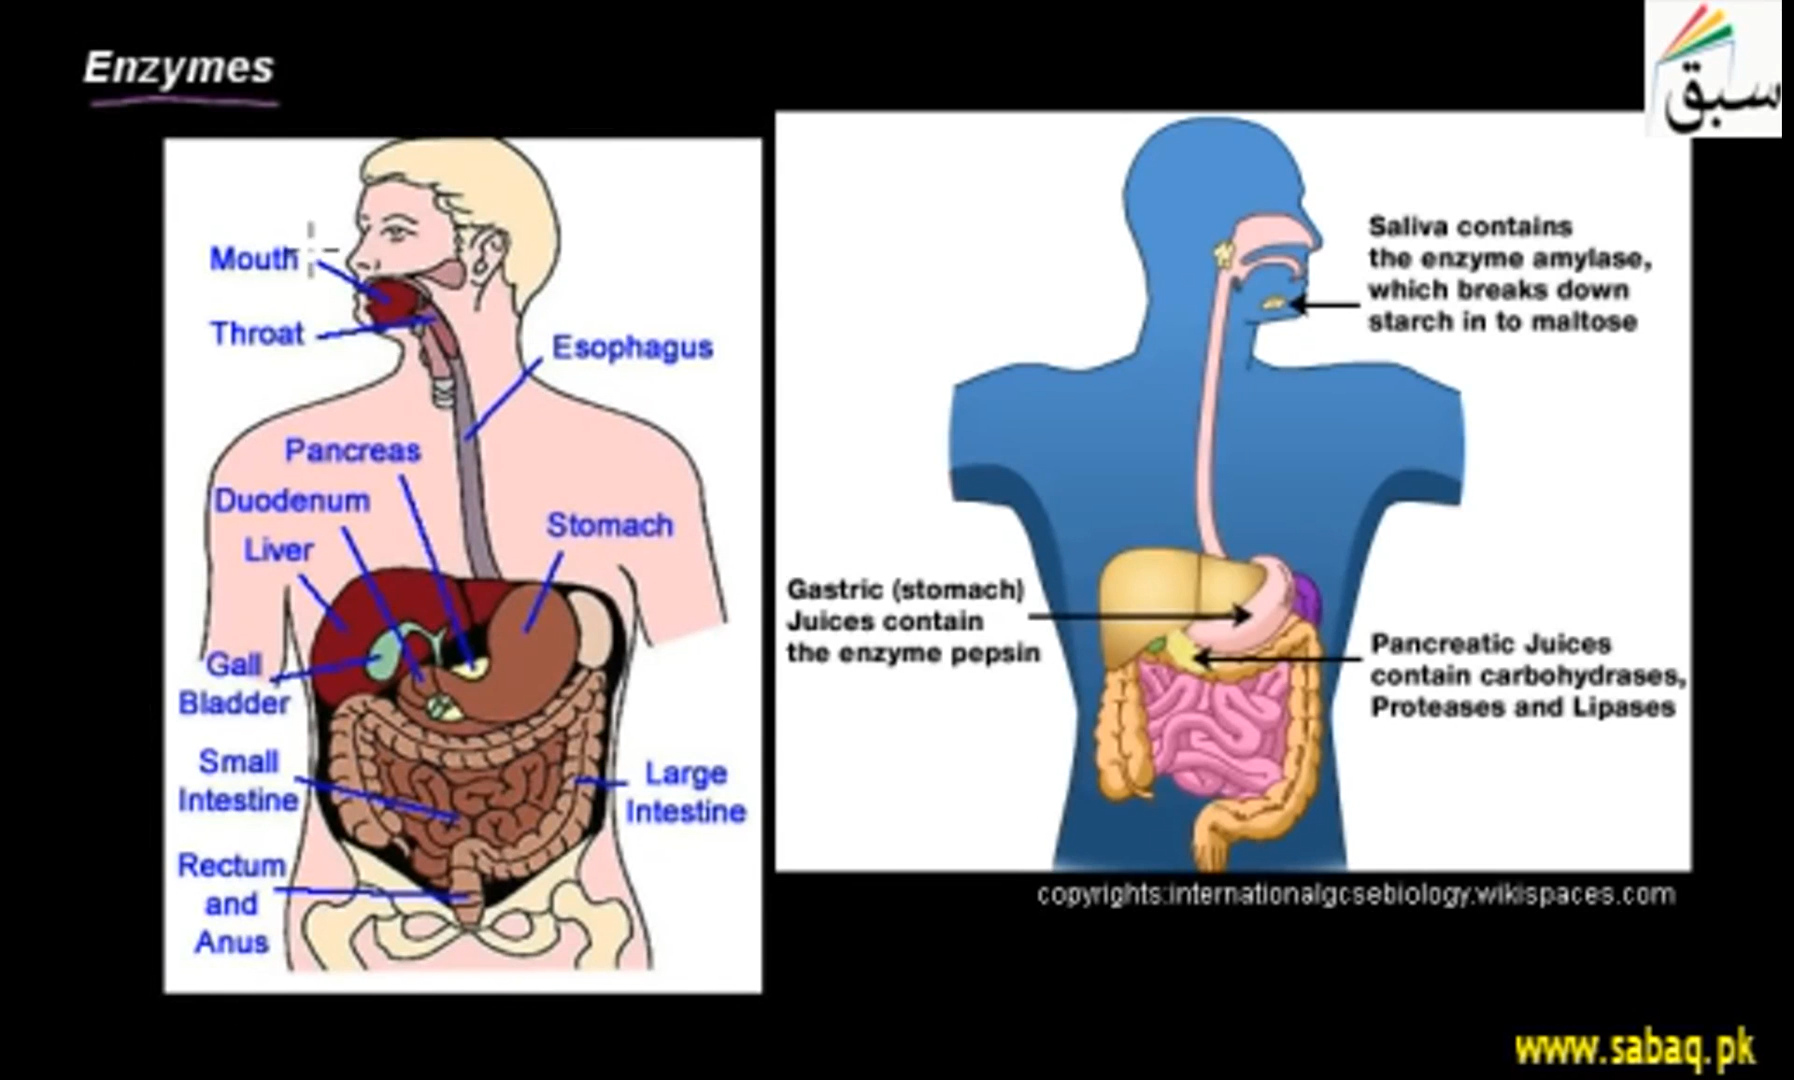 Enzymes
سبق
Mouth
Throat
Esophagus
Pancreas
Duodenum
Stomach
Liver
Gall
Bladder
Small
Intestine
Large
Intestine
Rectum
and
Anus
Saliva contains
the enzyme amylase,
which breaks down
starch in to maltose
Gastric (stomach)
Juices contain
the enzyme pepsin
Pancreatic Juices
contain carbohydrases,
Proteases and Lipases
copyrights:internationalgcsebiology.wikispaces.com
www.sabaq.pk